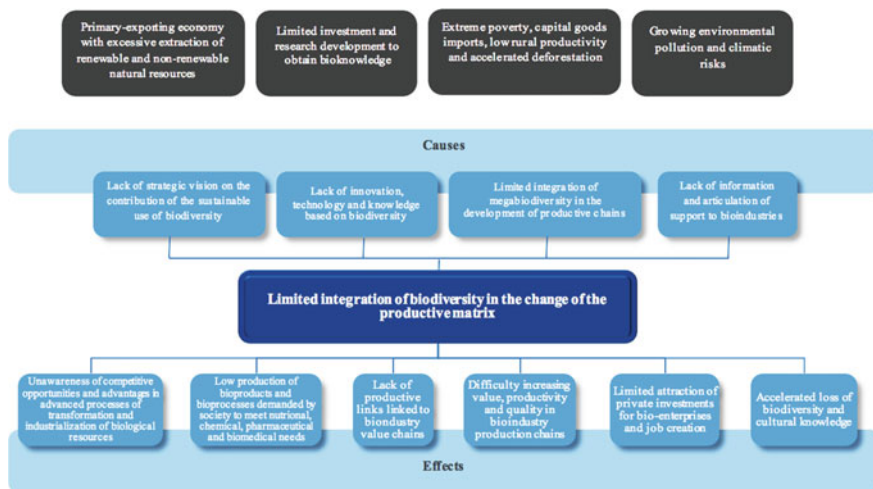 Primary-exporting economy
with excessive extraction of
renewable and non-renewable
natural resources
Limited investment and
research development to
obtain bioknowledge
Extreme poverty, capital goods
imports, low rural productivity
and accelerated deforestation
Growing environmental
pollution and climatic
risks
Causes
Lack of strategic vision on the
contribution of the sustainable
use of biodiversity
Lack of innovation,
technology and knowledge
based on biodiversity
Limited integration of
megabiodiversity in the
development of productive chains
Lack of information
and articulation of
support to bioindustries
Limited integration of biodiversity in the change of the
productive matrix
Unawareness of competitive
opportunities and advantages in
advanced processes of
transformation and
industrialization of biological
resources
Low production of
bioproducts and
bioprocesses demanded by
society to meet nutrional,
chemical, pharmaceutical
and biomedical needs
Lack of
productive
links linked to
biondustry
value chains
Difficulty increasing
value, productivity
and quality in
bioindustry
production chains
Limited attraction of
private investments
for bio-enterprises
and job creation
Accelerated loss of
biodiversity and
cultural knowledge
Effects